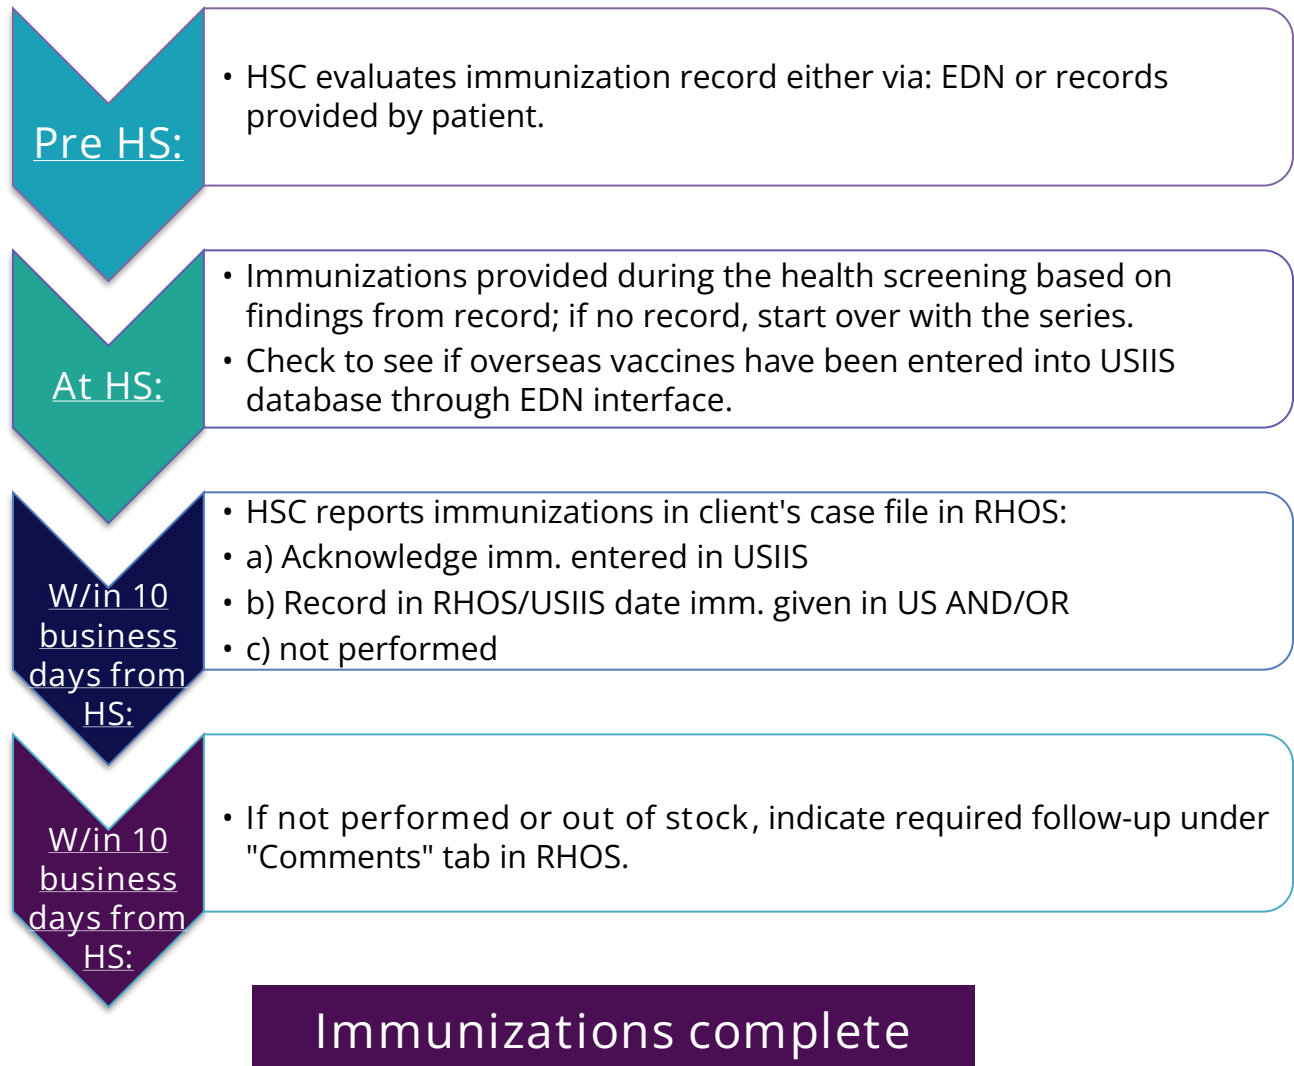 Pre HS:
• HSC evaluates immunization record either via: EDN or records
provided by patient.
At HS:
• Immunizations provided during the health screening based on
findings from record; if no record, start over with the series.
• Check to see if overseas vaccines have been entered into USIIS
database through EDN interface.
W/in 10
business
days from
HS:
• HSC reports immunizations in client's case file in RHOS:
• a) Acknowledge imm. entered in USIIS
• b) Record in RHOS/USIIS date imm. given in US AND/OR
• c) not performed
W/in 10
business
days from
HS:
• If not performed or out of stock, indicate required follow-up under
"Comments" tab in RHOS.
Immunizations complete